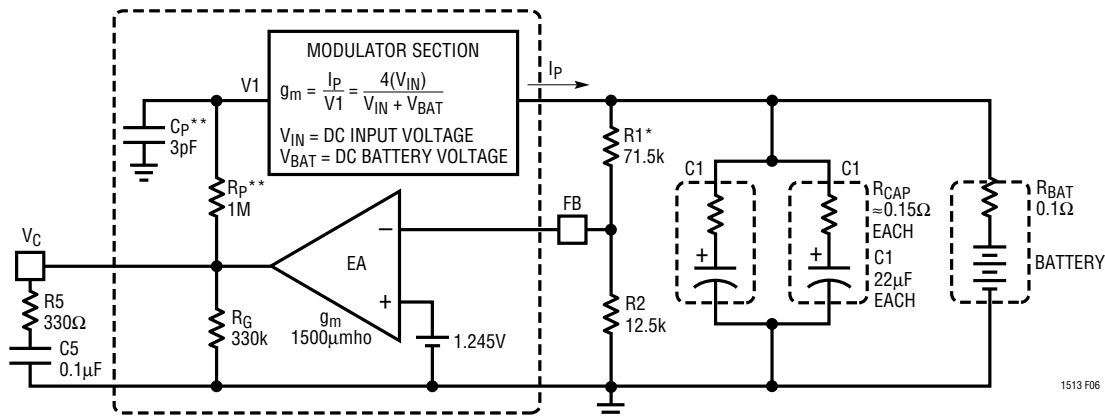 MODULATOR SECTION
gm = IP / V1 = 4(VIN) / VIN + VBAT
VIN = DC INPUT VOLTAGE
VBAT = DC BATTERY VOLTAGE
V1
IP
CP**
3pF
RP**
1M
R1*
71.5k
C1
C1
RCAP
≈0.15Ω
EACH
C1
22µF
EACH
+
+
RBAT
0.1Ω
BATTERY
FB
VC
EA
−
+
gm
1500µmho
1.245V
R5
330Ω
C5
0.1µF
RG
330k
R2
12.5k
1513 F06